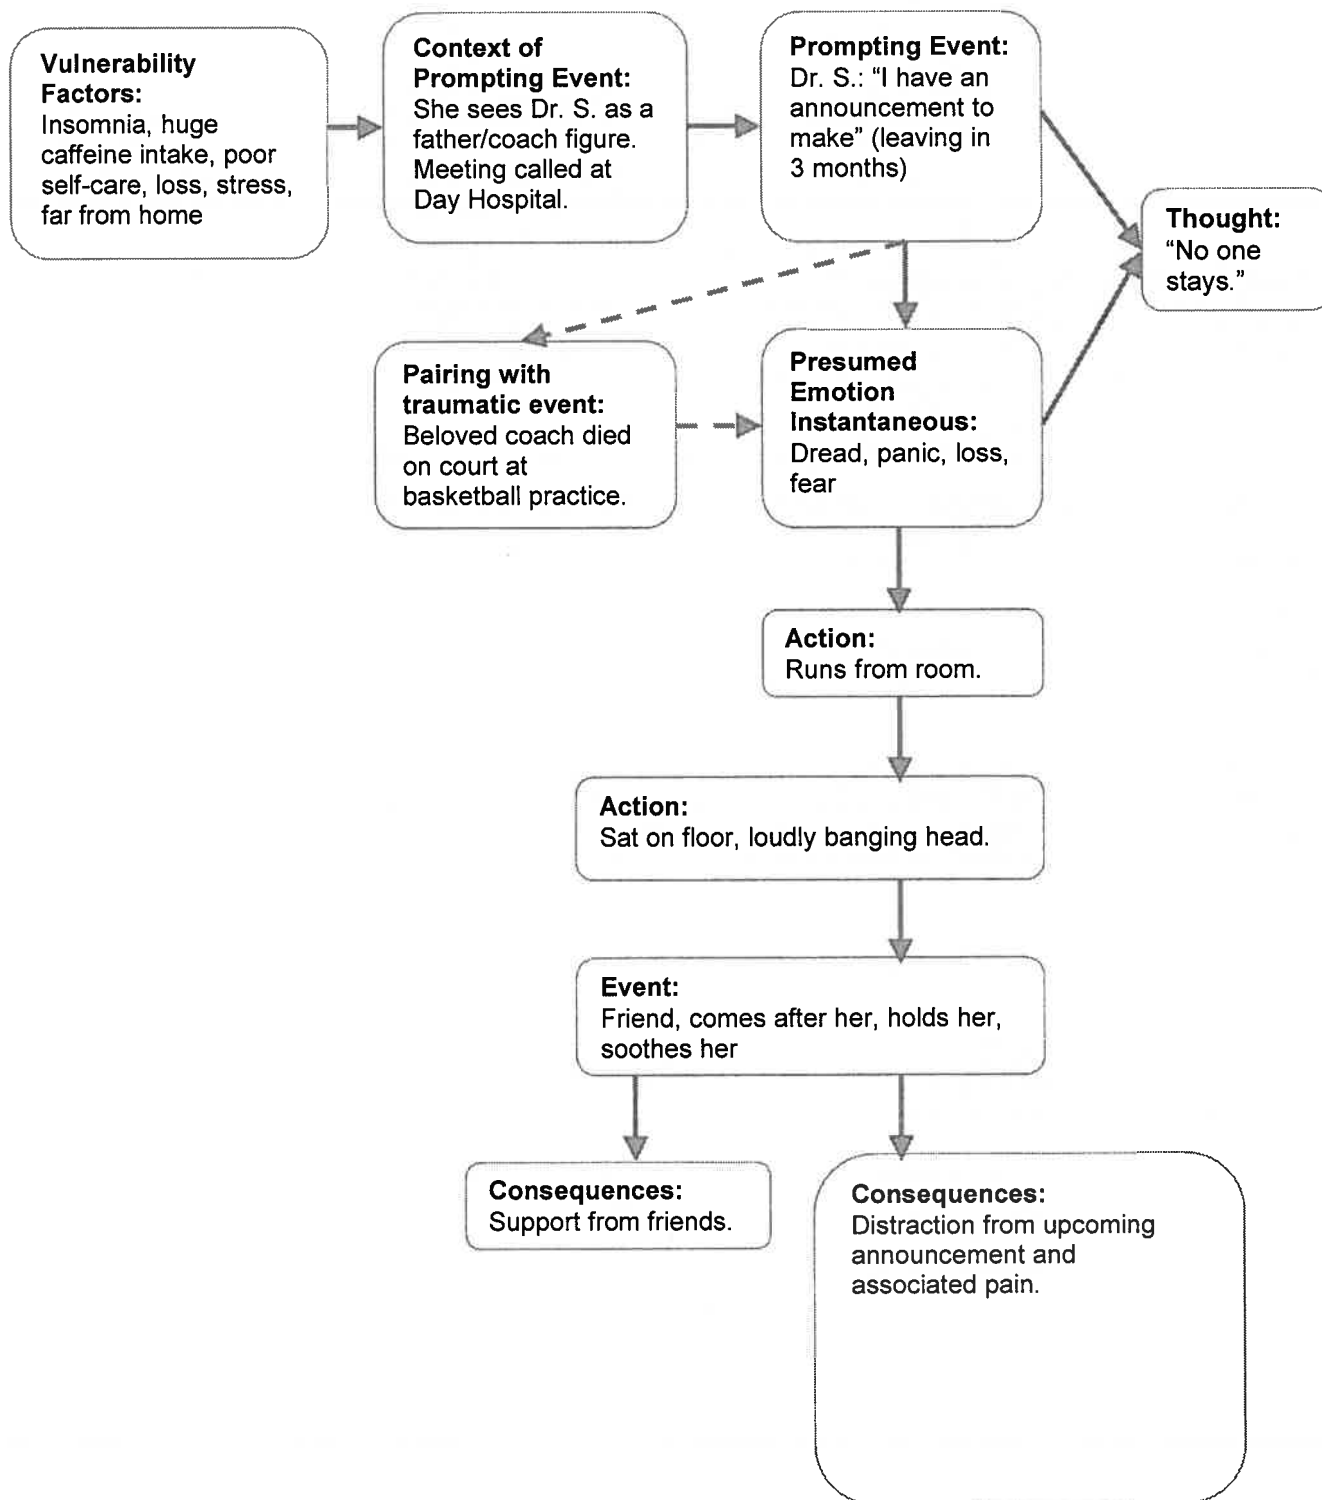 Vulnerability
Factors:
Insomnia, huge
caffeine intake, poor
self-care, loss, stress,
far from home
Context of
Prompting Event:
She sees Dr. S. as a
father/coach figure.
Meeting called at
Day Hospital.
Prompting Event:
Dr. S.: “I have an
announcement to
make” (leaving in
3 months)
Thought:
“No one
stays.”
Pairing with
traumatic event:
Beloved coach died
on court at
basketball practice.
Presumed
Emotion
Instantaneous:
Dread, panic, loss,
fear
Action:
Runs from room.
Action:
Sat on floor, loudly banging head.
Event:
Friend, comes after her, holds her,
soothes her
Consequences:
Support from friends.
Consequences:
Distraction from upcoming
announcement and
associated pain.